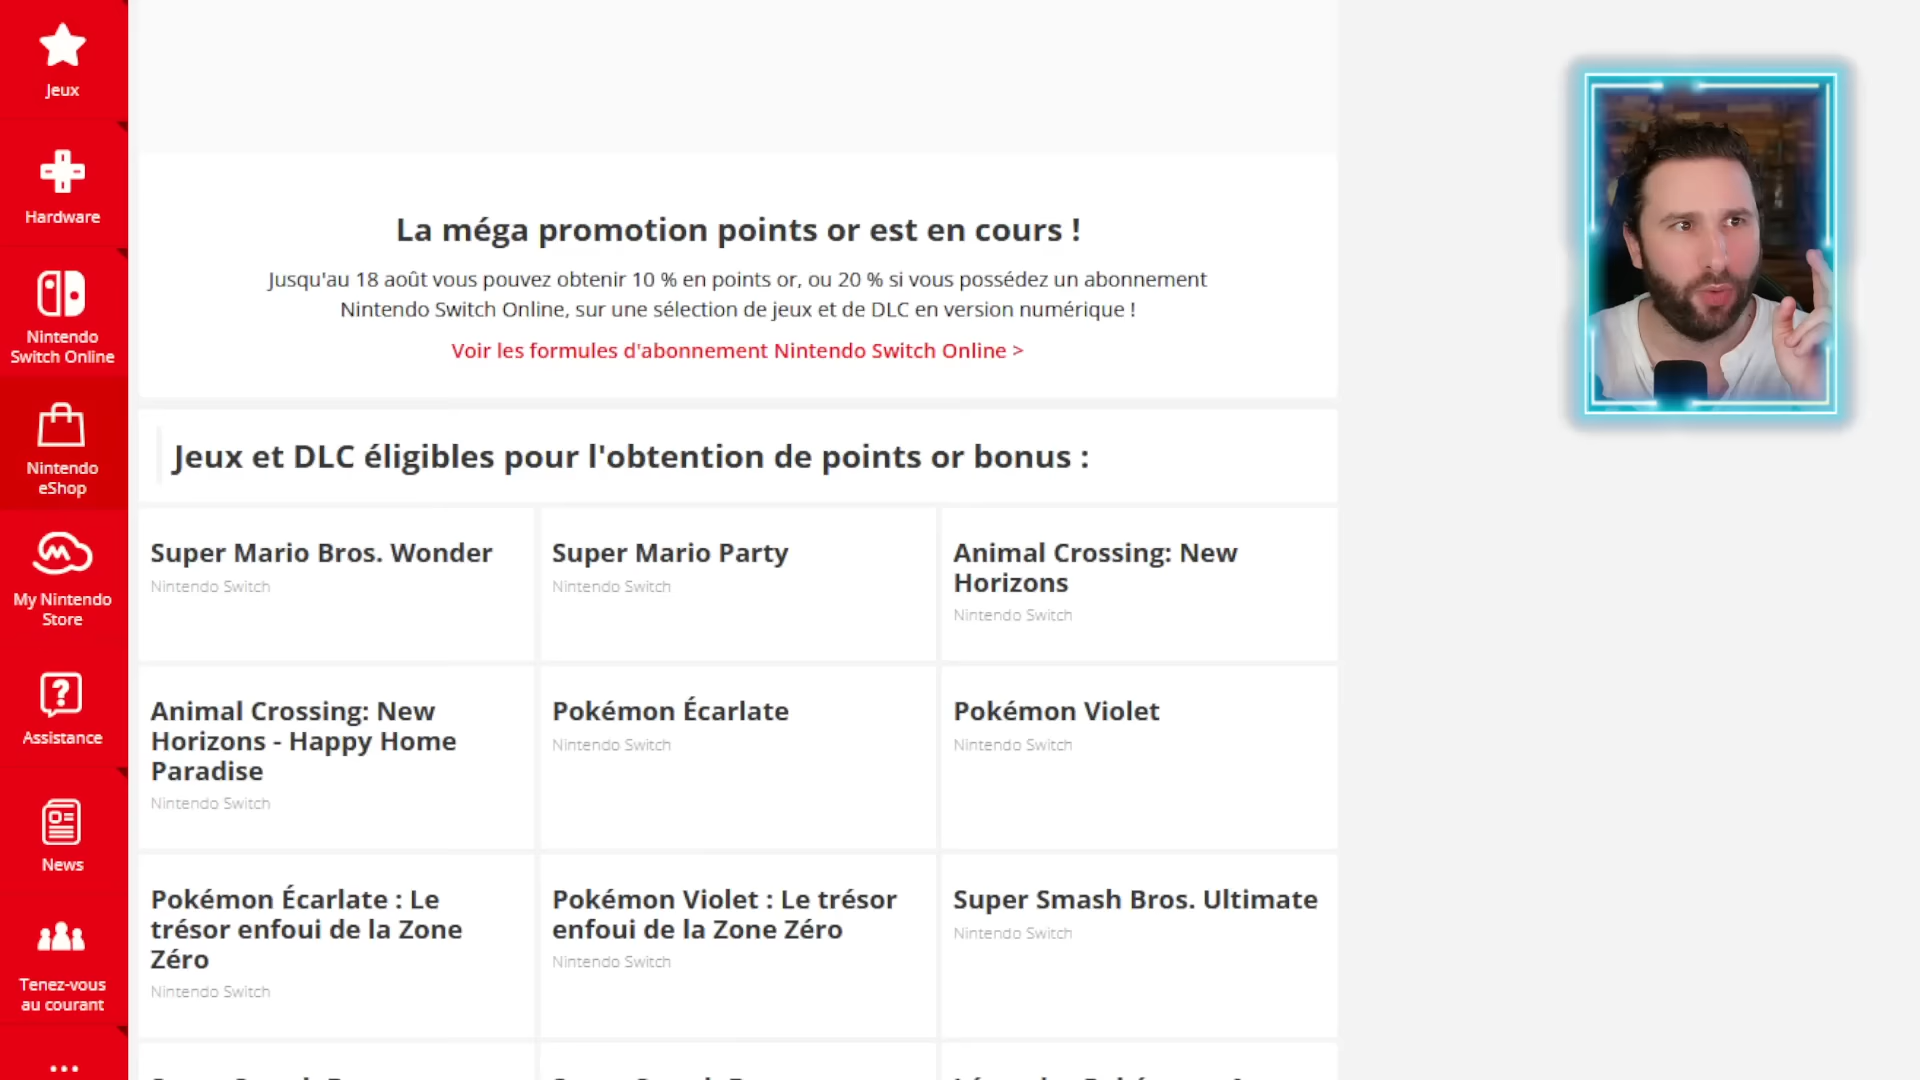 Jeux
Hardware
Nintendo
Switch Online
Nintendo
eShop
My Nintendo
Store
Assistance
News
Tenez-vous
au courant
La méga promotion points or est en cours !
Jusqu'au 18 août vous pouvez obtenir 10 % en points or, ou 20 % si vous possédez un abonnement
Nintendo Switch Online, sur une sélection de jeux et de DLC en version numérique !
Voir les formules d'abonnement Nintendo Switch Online >
Jeux et DLC éligibles pour l'obtention de points or bonus :
Super Mario Bros. Wonder
Nintendo Switch
Super Mario Party
Nintendo Switch
Animal Crossing: New
Horizons
Nintendo Switch
Animal Crossing: New
Horizons - Happy Home
Paradise
Nintendo Switch
Pokémon Écarlate
Nintendo Switch
Pokémon Violet
Nintendo Switch
Pokémon Écarlate : Le
trésor enfoui de la Zone
Zéro
Nintendo Switch
Pokémon Violet : Le trésor
enfoui de la Zone Zéro
Nintendo Switch
Super Smash Bros. Ultimate
Nintendo Switch